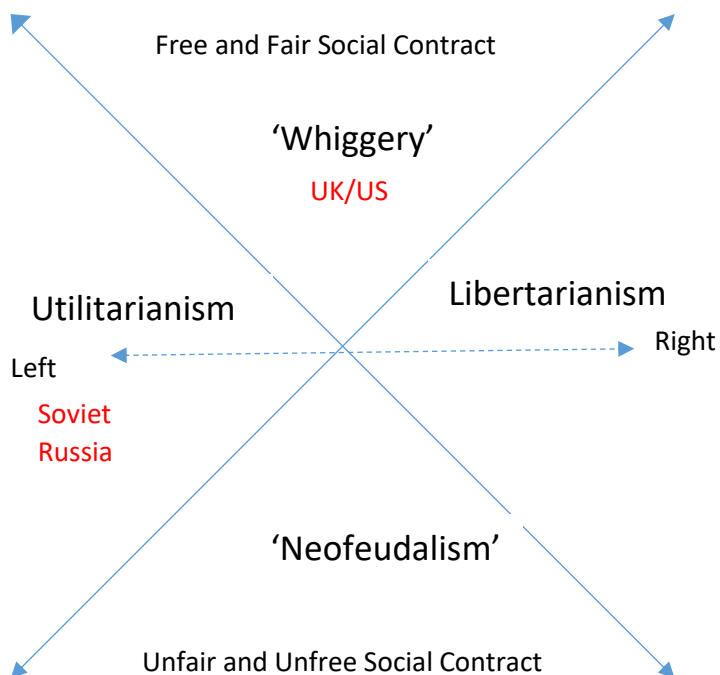 Free and Fair Social Contract
‘Whiggery’
UK/US
Libertarianism
Utilitarianism
Right
Left
Soviet
Russia
‘Neofeudalism’
Unfair and Unfree Social Contract